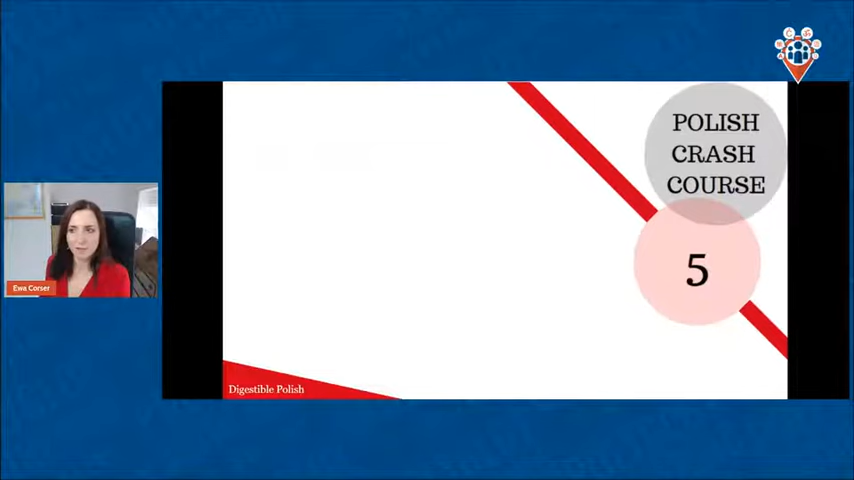 POLISH
CRASH
COURSE
5
Ewa Corser
Digestible Polish